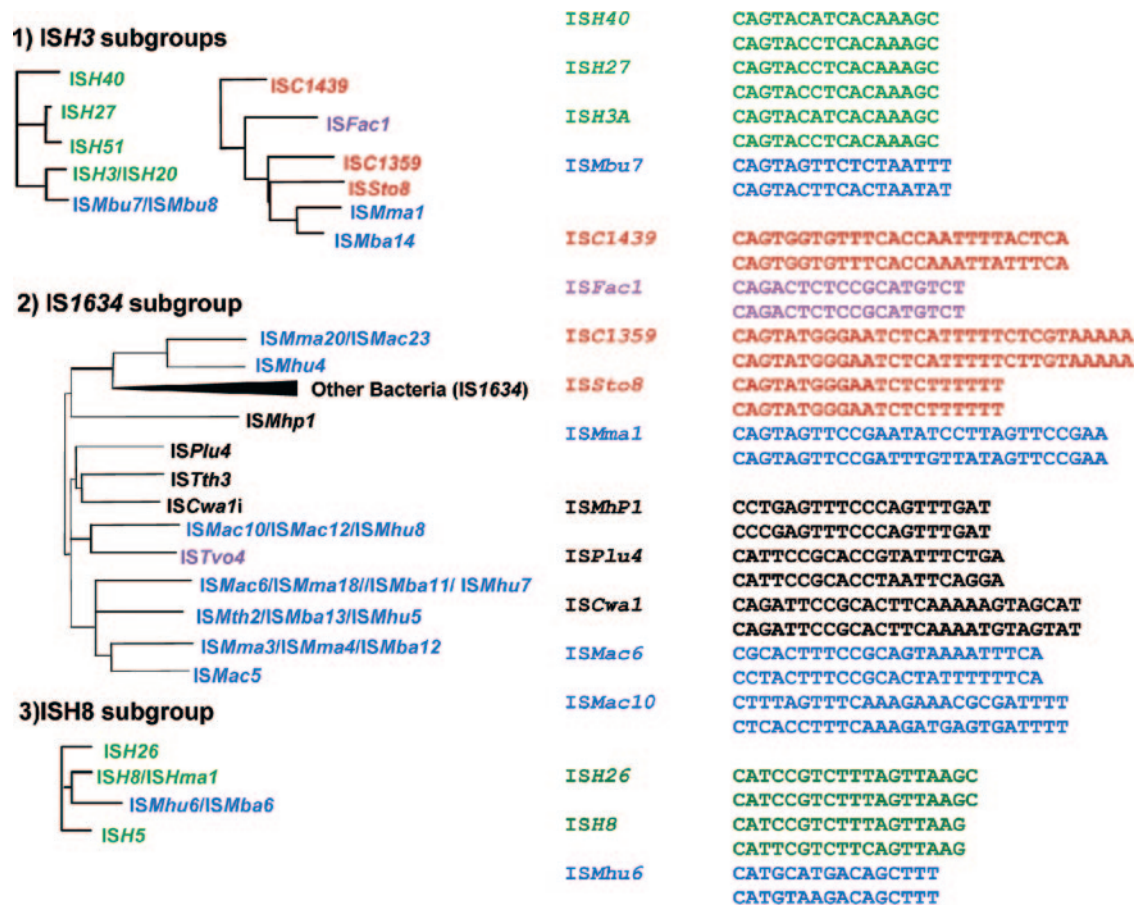 1) ISH3 subgroups
ISH40
ISH27
ISH51
ISH3/ISH20
ISMbu7/ISMbu8
ISC1439
ISFac1
ISC1359
ISSto8
ISMma1
ISMba14
2) IS1634 subgroup
ISMma20/ISMac23
ISMhu4
Other Bacteria (IS1634)
ISMhp1
ISPlu4
ISTth3
ISCwa1i
ISMac10/ISMac12/ISMhu8
ISTvo4
ISMac6/ISMma18//ISMba11/ ISMhu7
ISMth2/ISMba13/ISMhu5
ISMma3/ISMma4/ISMba12
ISMac5
3)ISH8 subgroup
ISH26
ISH8/ISHma1
ISMhu6/ISMba6
ISH5
ISH40 CAGTACATCACAAAGC
CAGTACCTCACAAAGC
ISH27 CAGTACCTCACAAAGC
CAGTACCTCACAAAGC
ISH3A CAGTACATCACAAAGC
CAGTACCTCACAAAGC
ISMbu7 CAGTAGTTCTCTAATTT
CAGTACTTCACTAATAT
ISC1439 CAGTGGTGTTTCACCAATTTTACTCA
CAGTGGTGTTTCACCAAATTATTTCA
ISFac1 CAGACTCTCCGCATGTCT
CAGACTCTCCGCATGTCT
ISC1359 CAGTATGGGAATCTCATTTTTCTCGTAAAAA
CAGTATGGGAATCTCATTTTTCTTGTAAAAA
ISSto8 CAGTATGGGAATCTCTTTTTT
CAGTATGGGAATCTCTTTTTT
ISMma1 CAGTAGTTCCGAATATCCTTAGTTCCGAA
CAGTAGTTCCGATTTGTTATAGTTCCGAA
ISMhP1 CCTGAGTTTCCCAGTTTGAT
CCCGAGTTTCCCAGTTTGAT
ISPlu4 CATTCCGCACCGTATTTCTGA
CATTCCGCACCTAATTCAGGA
ISCwa1 CAGATTCCGCACTTCAAAAAGTAGCAT
CAGATTCCGCACTTCAAAATGTAGTAT
ISMac6 CGCACTTTCCGCAGTAAAATTTCA
CCTACTTTCCGCACTATTTTTTCA
ISMac10 CTTTAGTTTCAAAGAAACGCGATTTT
CTCACCTTTCAAAGATGAGTGATTTT
ISH26 CATCCGTCTTTAGTTAAGC
CATCCGTCTTTAGTTAAGC
ISH8 CATCCGTCTTTAGTTAAG
CATTCGTCTTCAGTTAAG
ISMhu6 CATGCATGACAGCTTT
CATGTAAGACAGCTTT